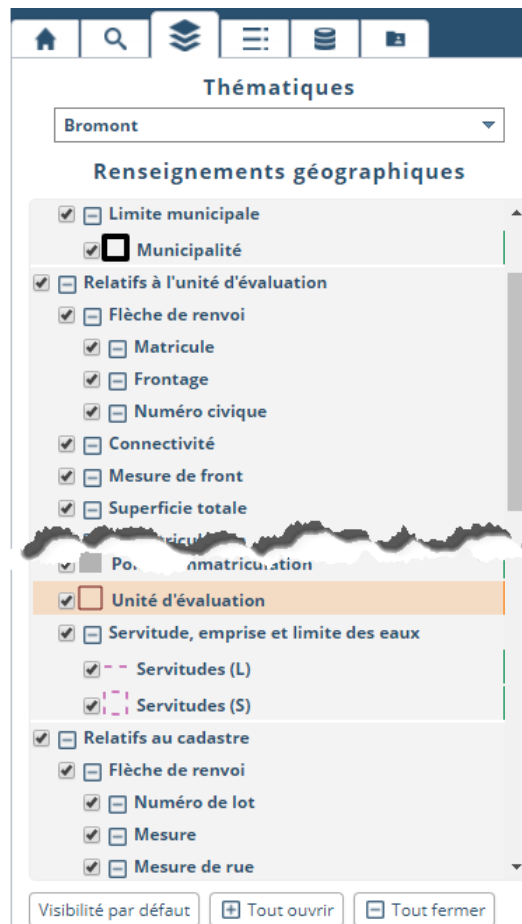 Thématiques
Bromont
Renseignements géographiques
Limite municipale
Municipalité
Relatifs à l'unité d'évaluation
Flèche de renvoi
Matricule
Frontage
Numéro civique
Connectivité
Mesure de front
Superficie totale
Unité d'évaluation
Servitude, emprise et limite des eaux
Servitudes (L)
Servitudes (S)
Relatifs au cadastre
Flèche de renvoi
Numéro de lot
Mesure
Mesure de rue
Visibilité par défaut Tout ouvrir Tout fermer